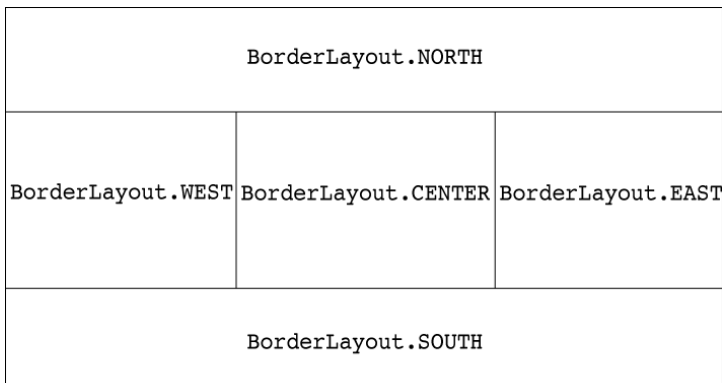 BorderLayout.NORTH
BorderLayout.WEST BorderLayout.CENTER BorderLayout.EAST
BorderLayout.SOUTH